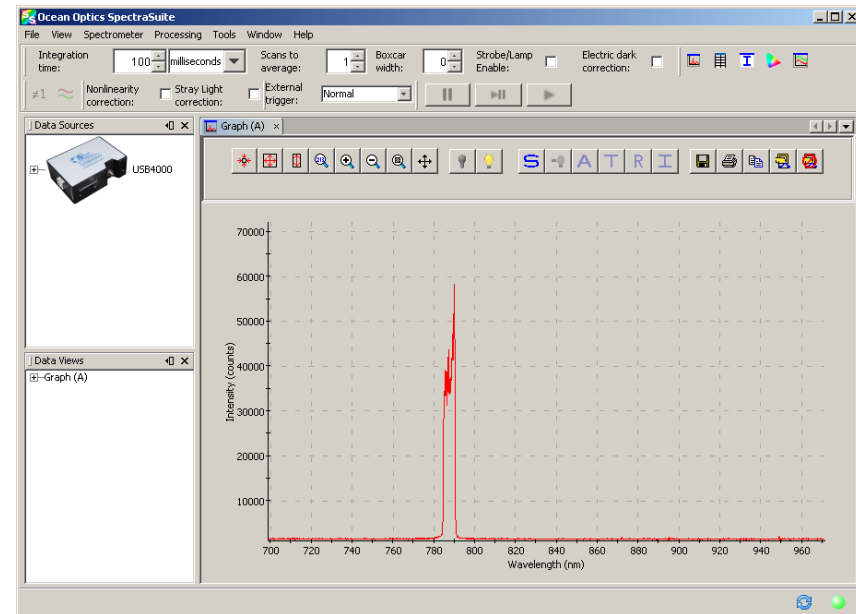 Ocean Optics SpectraSuite
File View Spectrometer Processing Tools Window Help
Integration time: 100 milliseconds Scans to average: 1 Boxcar width: 0 Strobe/Lamp Enable: Electric dark correction:
≠1 Nonlinearity correction: Stray Light correction: External trigger: Normal
Data Sources
USB4000
Graph (A)
S A T R I
Data Views
Graph (A)
70000
60000
50000
40000
30000
20000
10000
Intensity (counts)
700 720 740 760 780 800 820 840 860 880 900 920 940 960
Wavelength (nm)